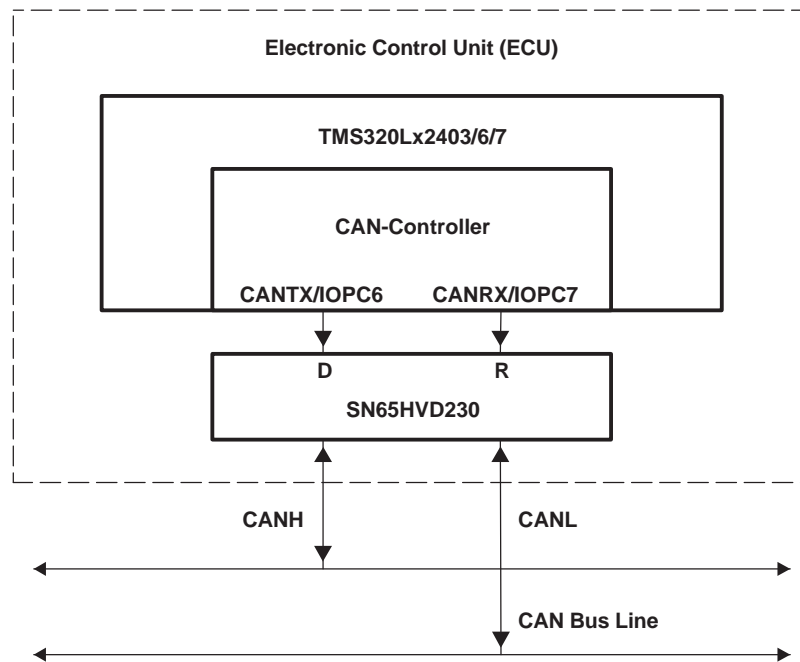 Electronic Control Unit (ECU)
TMS320Lx2403/6/7
CAN-Controller
CANTX/IOPC6 CANRX/IOPC7
D R
SN65HVD230
CANH CANL
CAN Bus Line